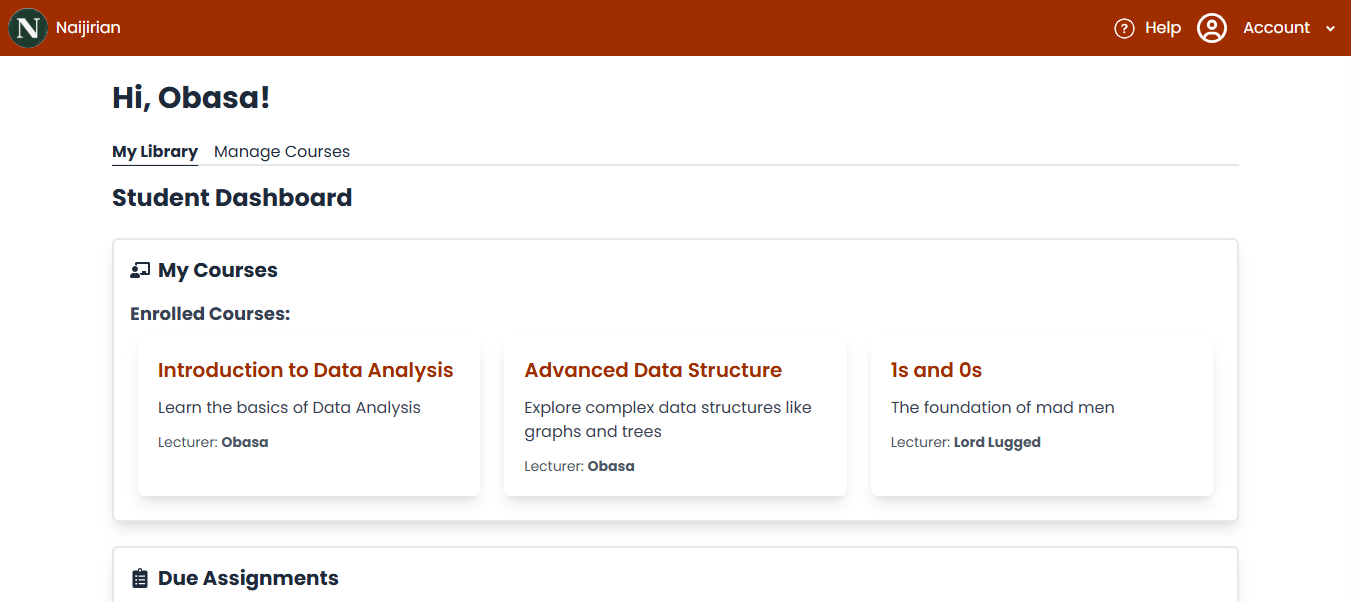 N Naijirian
? Help Account
Hi, Obasa!
My Library Manage Courses
Student Dashboard
My Courses
Enrolled Courses:
Introduction to Data Analysis
Learn the basics of Data Analysis
Lecturer: Obasa
Advanced Data Structure
Explore complex data structures like
graphs and trees
Lecturer: Obasa
1s and 0s
The foundation of mad men
Lecturer: Lord Lugged
Due Assignments